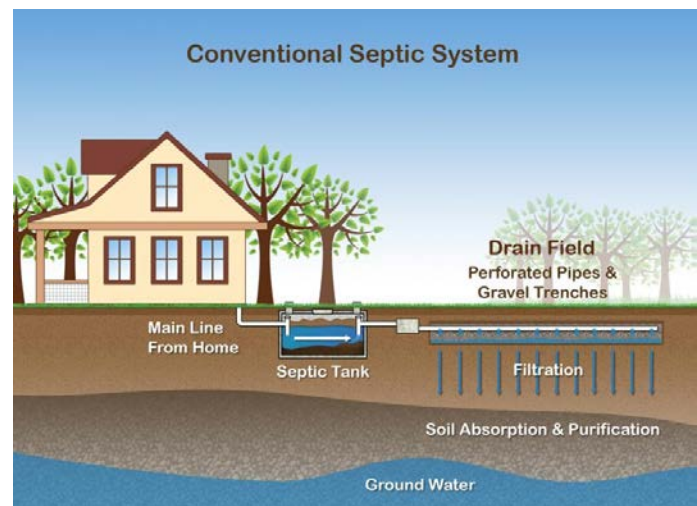 Conventional Septic System
Drain Field
Perforated Pipes &
Gravel Trenches
Main Line
From Home
Septic Tank
Filtration
Soil Absorption & Purification
Ground Water